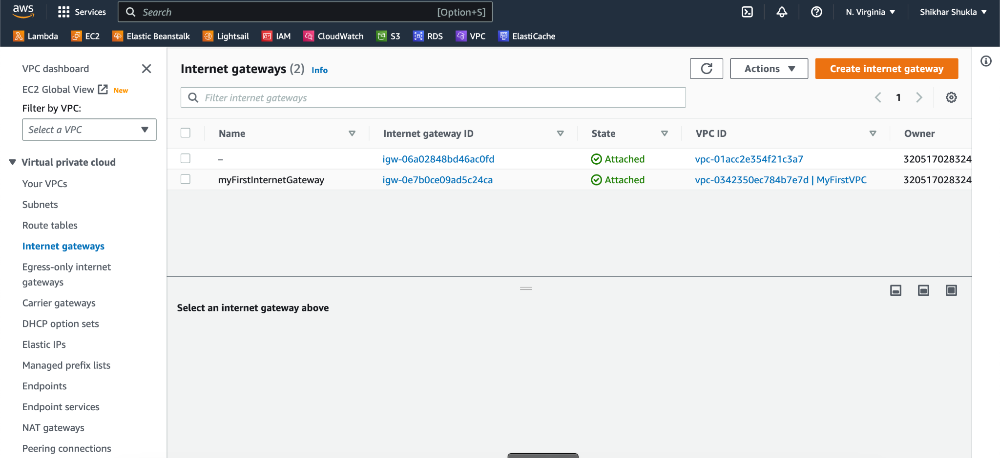 aws
Services
Search [Option+S]
N. Virginia
Shikhar Shukla
Lambda EC2 Elastic Beanstalk Lightsail IAM CloudWatch S3 RDS VPC ElastiCache
VPC dashboard
EC2 Global View New
Filter by VPC:
Select a VPC
Virtual private cloud
Your VPCs
Subnets
Route tables
Internet gateways
Egress-only internet
gateways
Carrier gateways
DHCP option sets
Elastic IPs
Managed prefix lists
Endpoints
Endpoint services
NAT gateways
Peering connections
Internet gateways (2) Info
Actions
Create internet gateway
Filter internet gateways
1
Name Internet gateway ID State VPC ID Owner
– igw-06a02848bd46ac0fd Attached vpc-01acc2e354f21c3a7 320517028324
myFirstInternetGateway igw-0e7b0ce09ad5c24ca Attached vpc-0342350ec784b7e7d | MyFirstVPC 320517028324
Select an internet gateway above